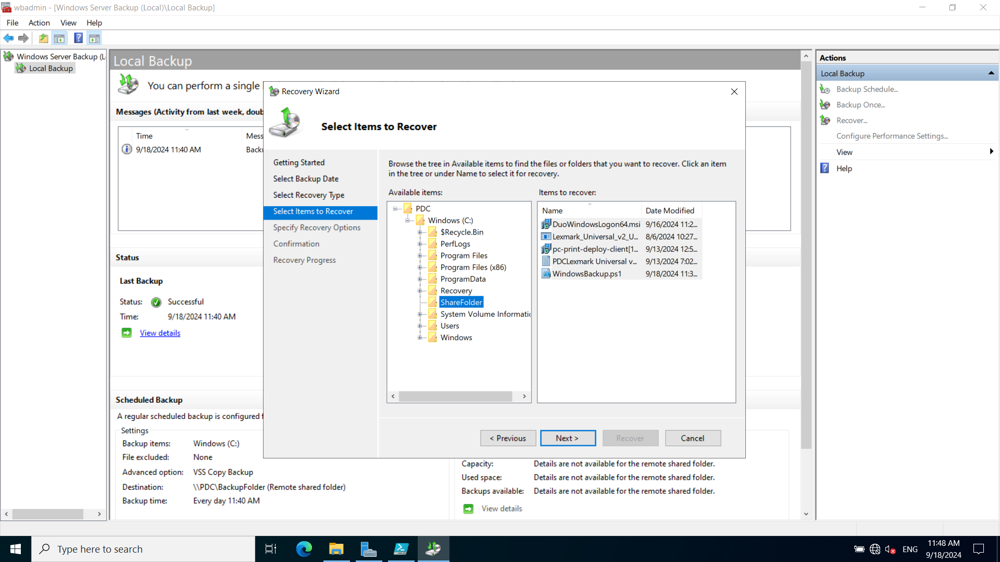 wbadmin - [Windows Server Backup (Local)\Local Backup]
File Action View Help
Windows Server Backup (L
Local Backup
Local Backup
You can perform a single
Messages (Activity from last week, doub
Time Mess
9/18/2024 11:40 AM Backu
Status
Last Backup
Status: Successful
Time: 9/18/2024 11:40 AM
View details
Scheduled Backup
A regular scheduled backup is configured f
Settings
Backup items: Windows (C:)
File excluded: None
Advanced option: VSS Copy Backup
Destination: \\PDC\BackupFolder (Remote shared folder)
Backup time: Every day 11:40 AM
Capacity: Details are not available for the remote shared folder.
Used space: Details are not available for the remote shared folder.
Backups available: Details are not available for the remote shared folder.
View details
Recovery Wizard
Select Items to Recover
Getting Started
Select Backup Date
Select Recovery Type
Select Items to Recover
Specify Recovery Options
Confirmation
Recovery Progress
Browse the tree in Available items to find the files or folders that you want to recover. Click an item
in the tree or under Name to select it for recovery.
Available items:
PDC
Windows (C:)
$Recycle.Bin
PerfLogs
Program Files
Program Files (x86)
ProgramData
Recovery
ShareFolder
System Volume Informatic
Users
Windows
Items to recover:
Name Date Modified
DuoWindowsLogon64.msi 9/16/2024 11:2...
Lexmark_Universal_v2_U... 8/6/2024 10:27...
pc-print-deploy-client[1... 9/13/2024 12:5...
PDCLexmark Universal v... 9/13/2024 7:02...
WindowsBackup.ps1 9/18/2024 11:3...
< Previous Next > Recover Cancel
Actions
Local Backup
Backup Schedule...
Backup Once...
Recover...
Configure Performance Settings...
View
Help
Type here to search
ENG
11:48 AM
9/18/2024